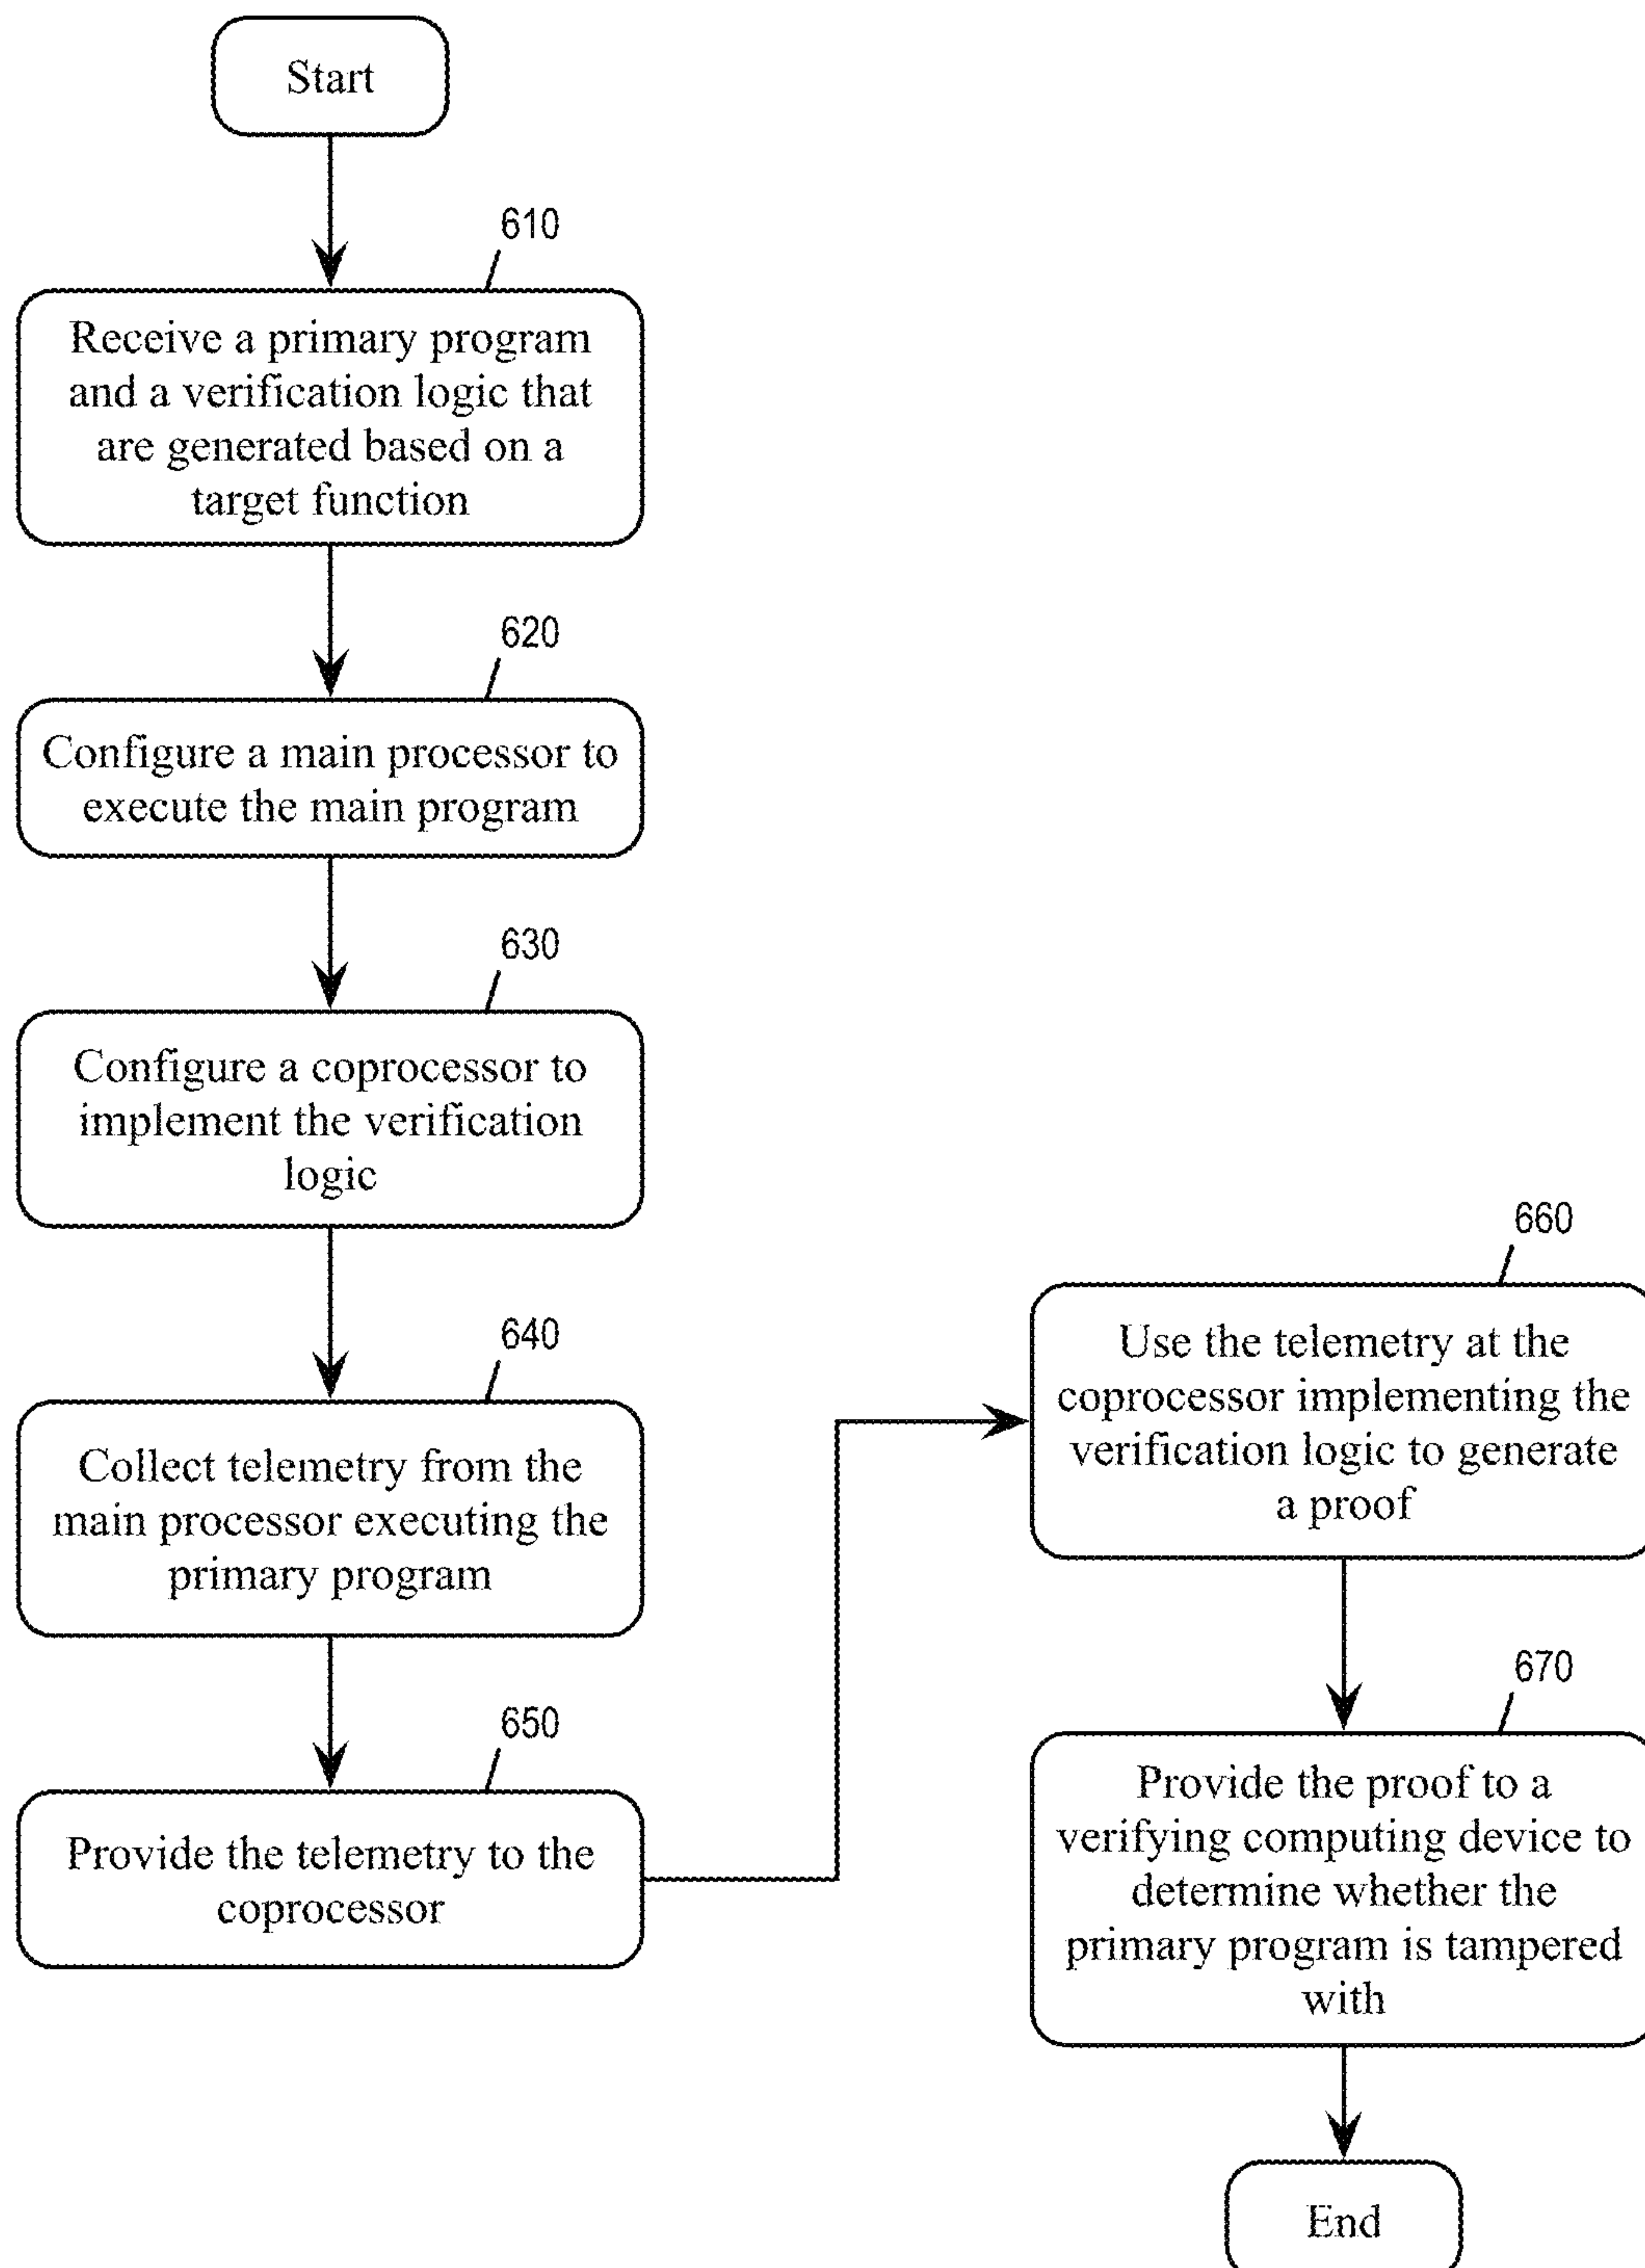 Start
610
Receive a primary program
and a verification logic that
are generated based on a
target function
620
Configure a main processor to
execute the main program
630
Configure a coprocessor to
implement the verification
logic
640
Collect telemetry from the
main processor executing the
primary program
650
Provide the telemetry to the
coprocessor
660
Use the telemetry at the
coprocessor implementing the
verification logic to generate
a proof
670
Provide the proof to a
verifying computing device to
determine whether the
primary program is tampered
with
End